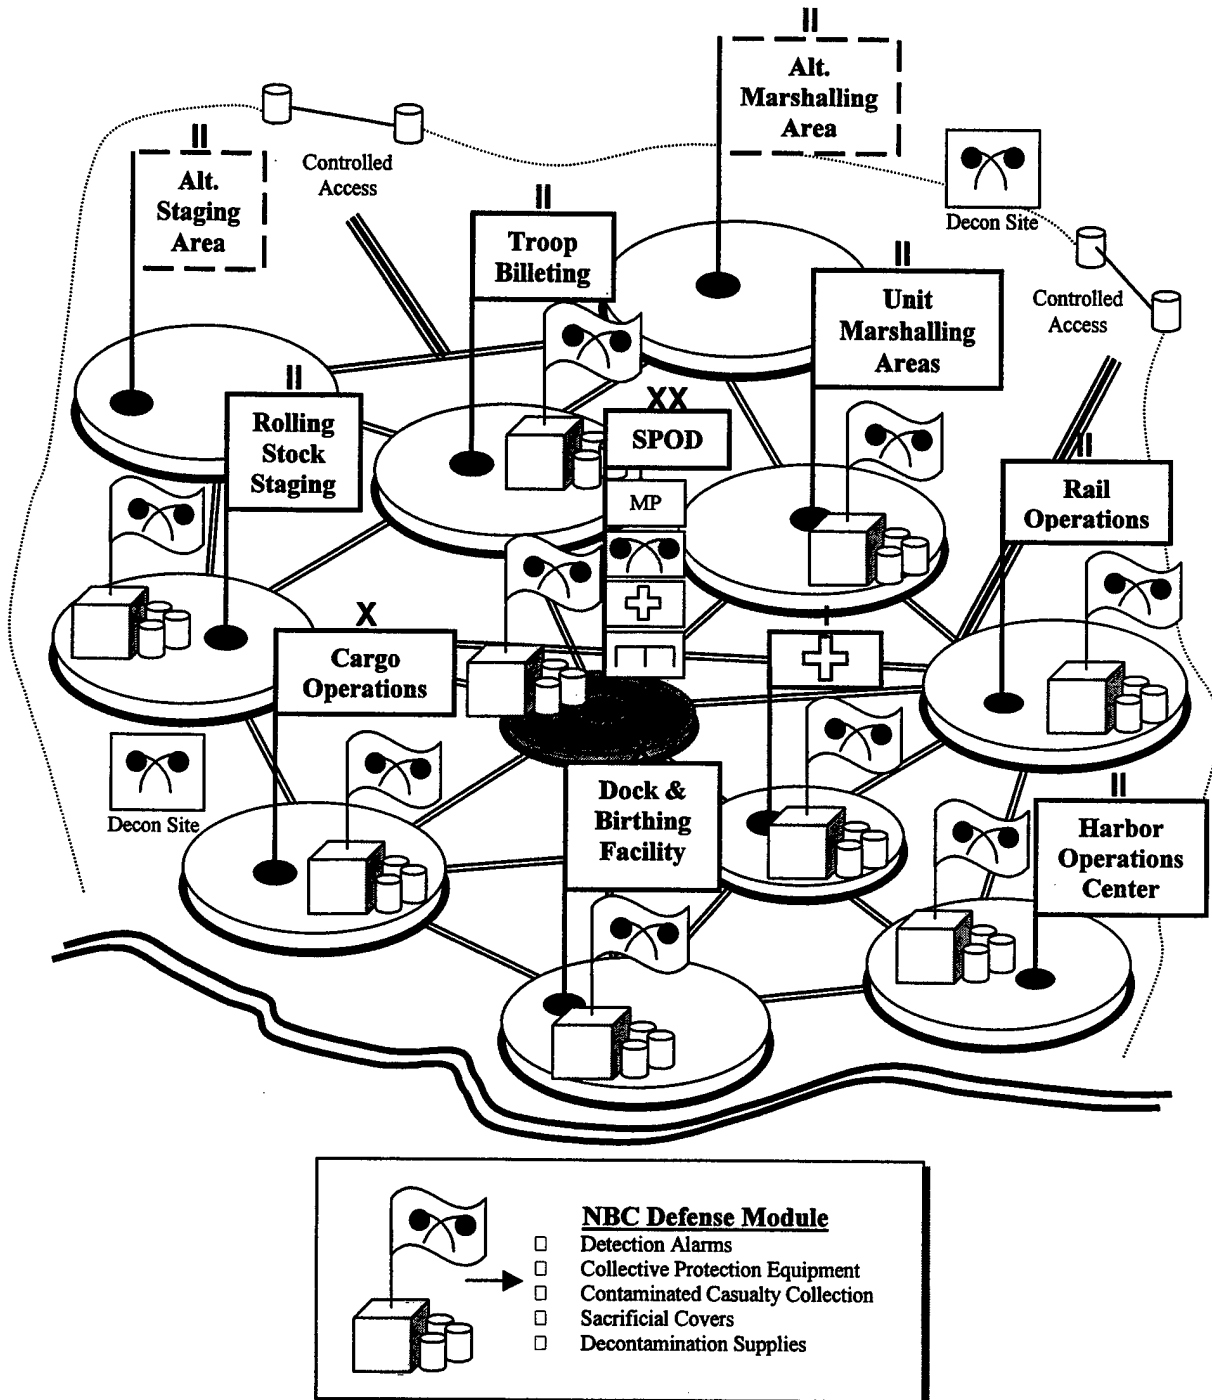 II
Alt.
Marshalling
Area
II
Alt.
Staging
Area
Controlled
Access
Decon Site
II
Troop
Billeting
II
Unit
Marshalling
Areas
Controlled
Access
II
Rolling
Stock
Staging
XX
SPOD
MP
II
Rail
Operations
X
Cargo
Operations
I
Decon Site
Dock &
Birthing
Facility
II
Harbor
Operations
Center
NBC Defense Module
Detection Alarms
Collective Protection Equipment
Contaminated Casualty Collection
Sacrificial Covers
Decontamination Supplies